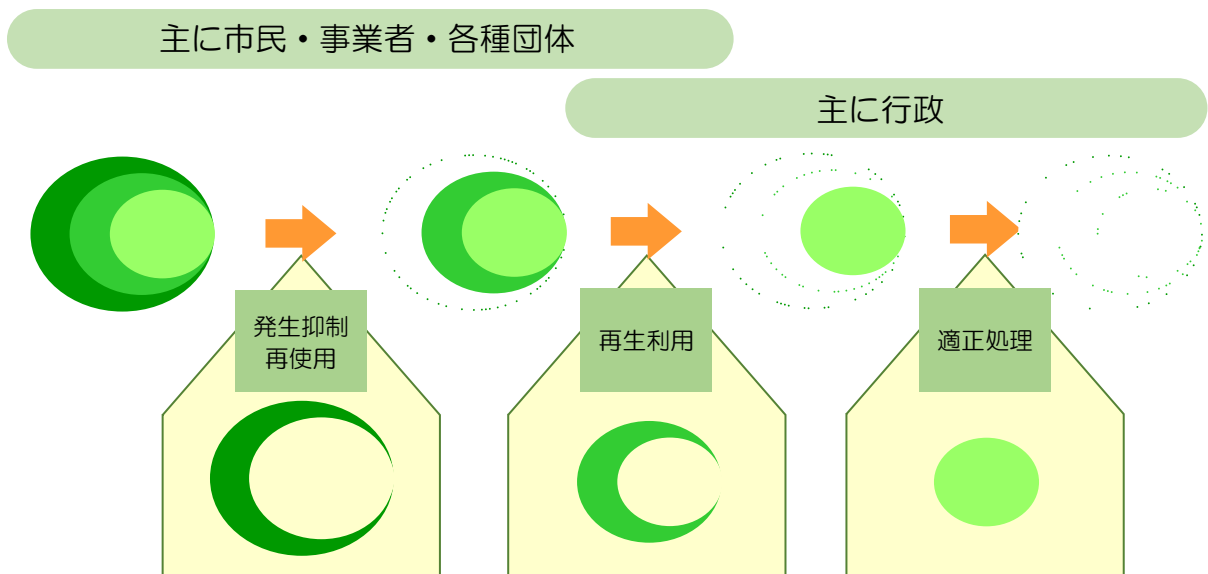 主に市民・事業者・各種団体
主に行政
発生抑制
再使用
再生利用
適正処理